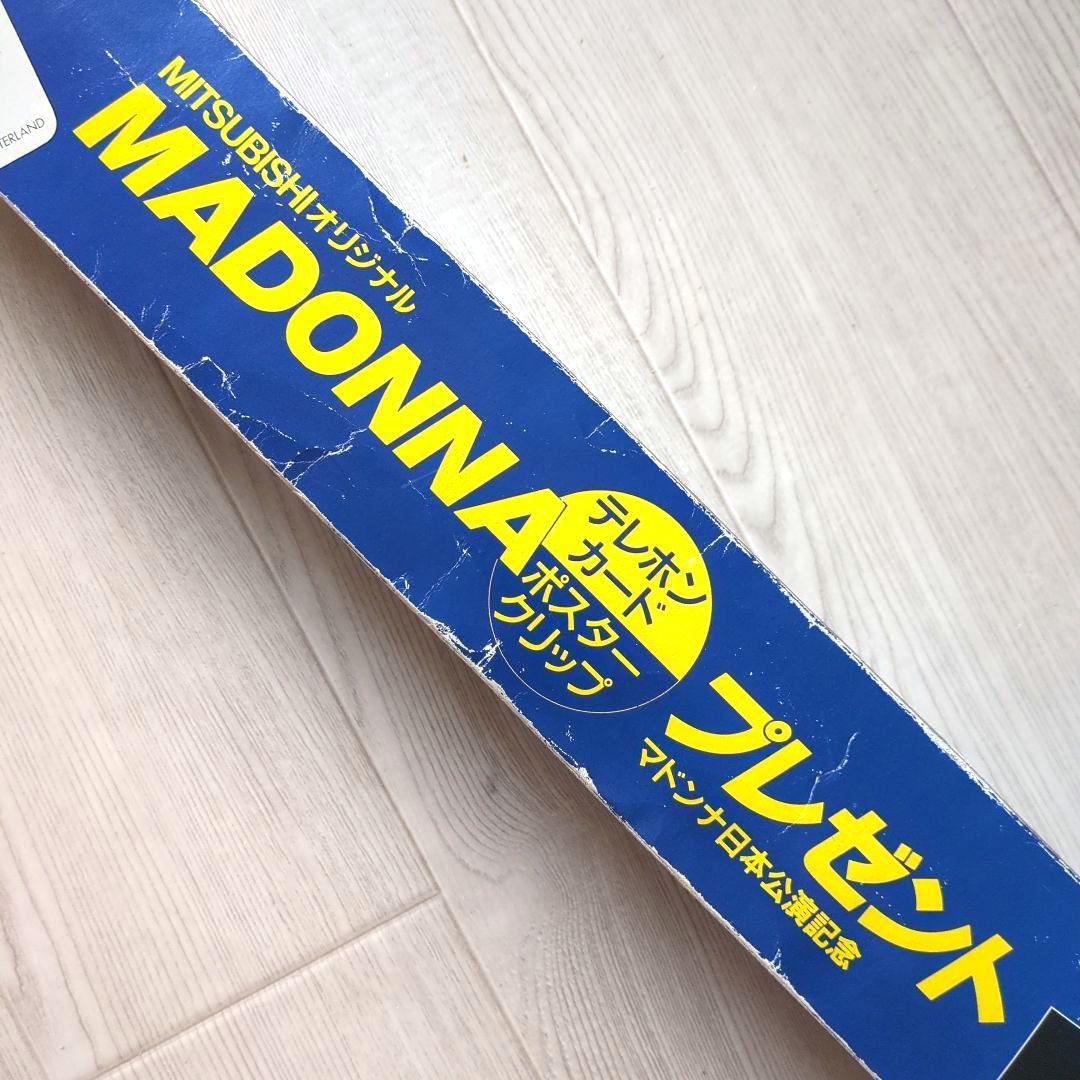 MITSUBISHIオリジナル
MADONNA
テレホン
カード
ポスター
クリップ
プレゼント
マドンナ日本公演記念